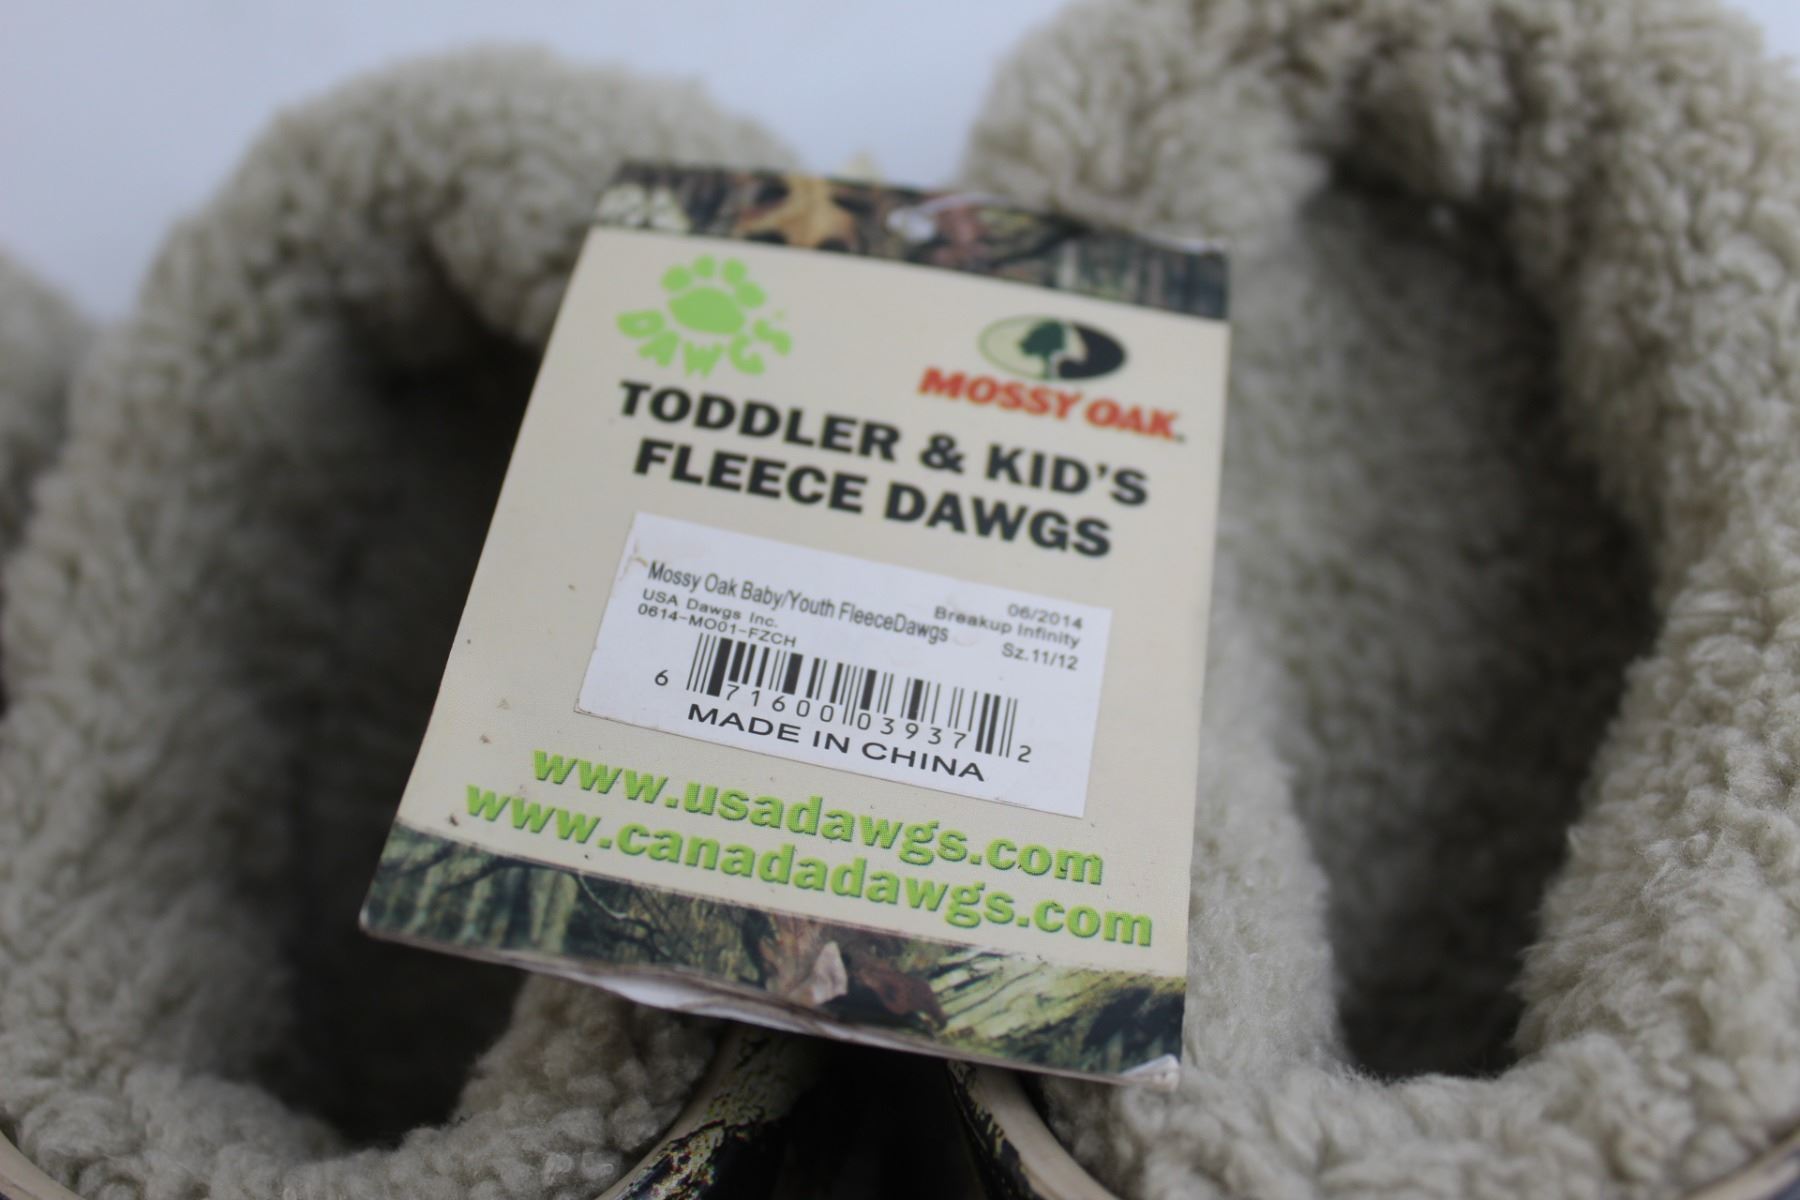 DAWGS
MOSSY OAK.
TODDLER & KID'S
FLEECE DAWGS
Mossy Oak Baby/Youth FleeceDawgs
06/2014
USA Dawgs Inc.
Breakup Infinity
0614-MO01-FZCH
Sz.11/12
6 71600 03937 2
MADE IN CHINA
www.usadawgs.com
www.canadadawgs.com